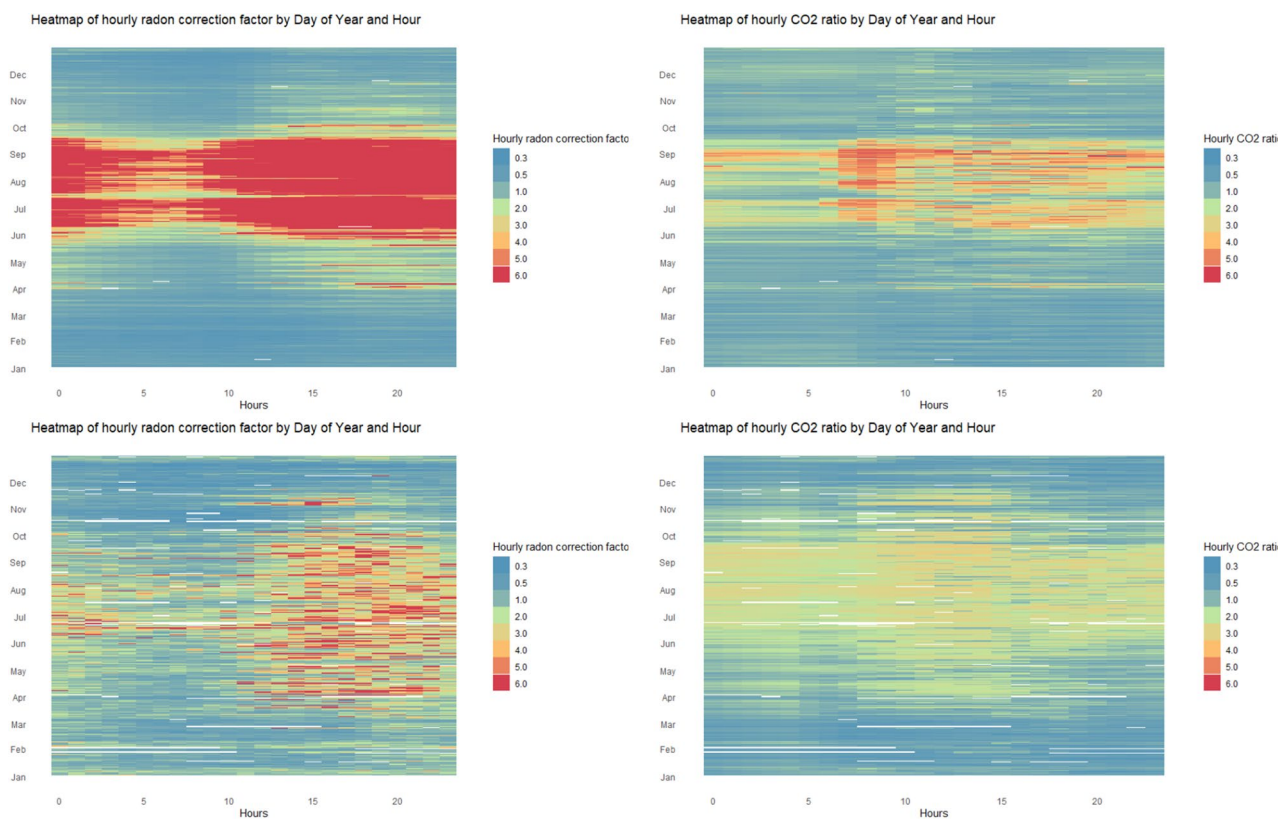 Heatmap of hourly radon correction factor by Day of Year and Hour
Dec
Nov
Oct
Sep
Aug
Jul
Jun
May
Apr
Mar
Feb
Jan
0 5 10 15 20
Hours
Hourly radon correction facto
0.3
0.5
1.0
2.0
3.0
4.0
5.0
6.0
Heatmap of hourly CO2 ratio by Day of Year and Hour
Dec
Nov
Oct
Sep
Aug
Jul
Jun
May
Apr
Mar
Feb
Jan
0 5 10 15 20
Hours
Hourly CO2 ratio
0.3
0.5
1.0
2.0
3.0
4.0
5.0
6.0
Heatmap of hourly radon correction factor by Day of Year and Hour
Dec
Nov
Oct
Sep
Aug
Jul
Jun
May
Apr
Mar
Feb
Jan
0 5 10 15 20
Hours
Hourly radon correction facto
0.3
0.5
1.0
2.0
3.0
4.0
5.0
6.0
Heatmap of hourly CO2 ratio by Day of Year and Hour
Dec
Nov
Oct
Sep
Aug
Jul
Jun
May
Apr
Mar
Feb
Jan
0 5 10 15 20
Hours
Hourly CO2 ratio
0.3
0.5
1.0
2.0
3.0
4.0
5.0
6.0